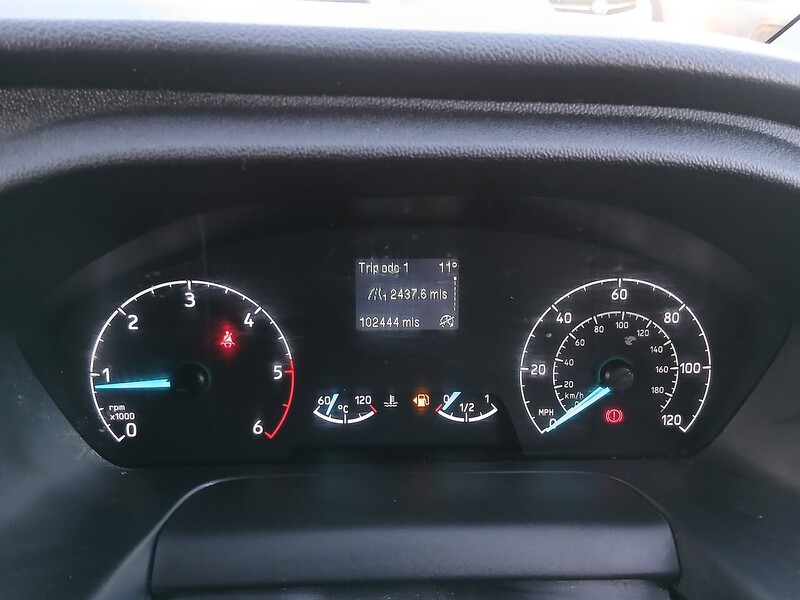 Trip odo 1 11°
2437.6 mls
102444 mls
0 1 2 3 4 5 6
rpm
x1000
60 120
°C
0 1/2 1
0 20 40 60 80 100 120
MPH
20 40 60 80 100 120 140 160 180
km/h